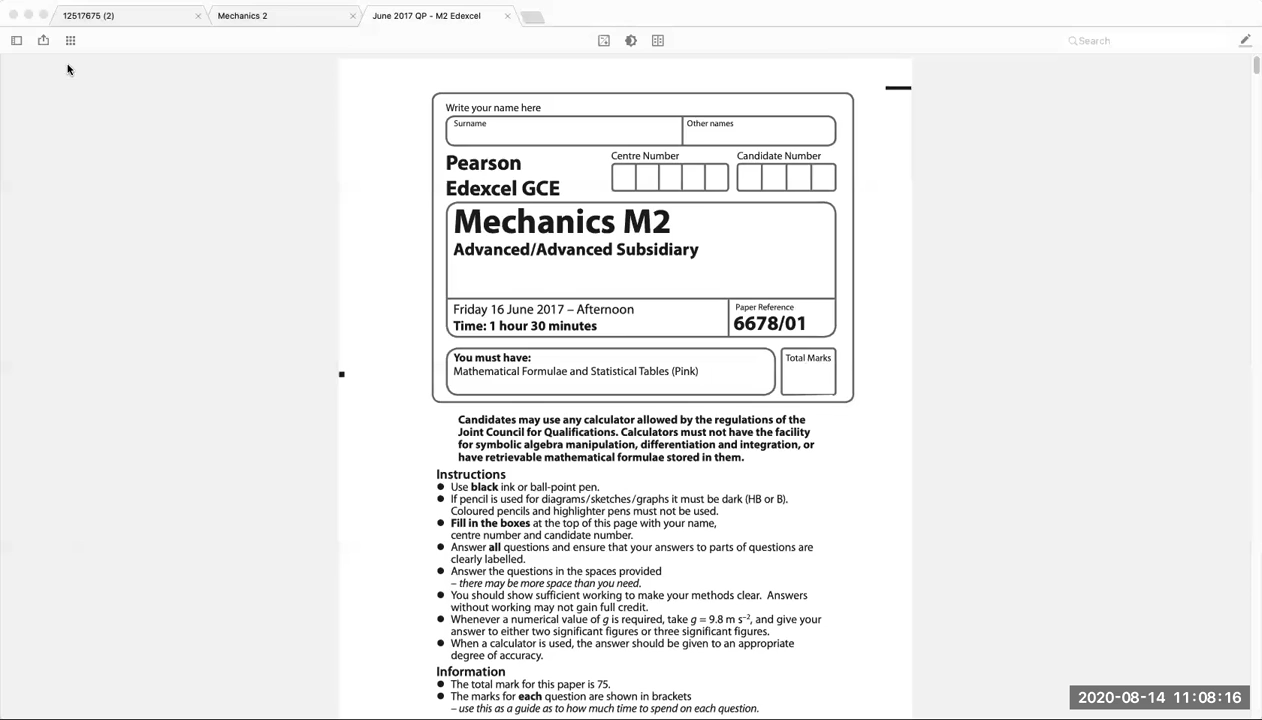 12517675 (2)
Mechanics 2
June 2017 QP - M2 Edexcel
Search
Write your name here
Surname
Other names
Pearson
Edexcel GCE
Centre Number
Candidate Number
Mechanics M2
Advanced/Advanced Subsidiary
Friday 16 June 2017 – Afternoon
Time: 1 hour 30 minutes
Paper Reference
6678/01
You must have:
Mathematical Formulae and Statistical Tables (Pink)
Total Marks
Candidates may use any calculator allowed by the regulations of the
Joint Council for Qualifications. Calculators must not have the facility
for symbolic algebra manipulation, differentiation and integration, or
have retrievable mathematical formulae stored in them.
Instructions
● Use black ink or ball-point pen.
● If pencil is used for diagrams/sketches/graphs it must be dark (HB or B).
Coloured pencils and highlighter pens must not be used.
● Fill in the boxes at the top of this page with your name,
centre number and candidate number.
● Answer all questions and ensure that your answers to parts of questions are
clearly labelled.
● Answer the questions in the spaces provided
– there may be more space than you need.
● You should show sufficient working to make your methods clear. Answers
without working may not gain full credit.
● Whenever a numerical value of g is required, take g = 9.8 m s⁻², and give your
answer to either two significant figures or three significant figures.
● When a calculator is used, the answer should be given to an appropriate
degree of accuracy.
Information
● The total mark for this paper is 75.
● The marks for each question are shown in brackets
– use this as a guide as to how much time to spend on each question.
2020-08-14 11:08:16